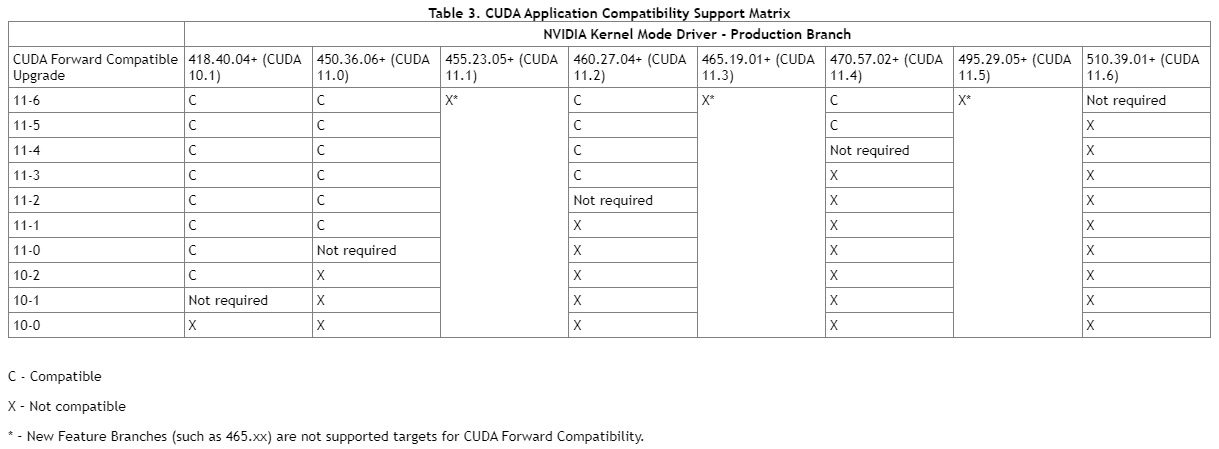 Table 3. CUDA Application Compatibility Support Matrix
NVIDIA Kernel Mode Driver - Production Branch
CUDA Forward Compatible Upgrade 418.40.04+ (CUDA 10.1) 450.36.06+ (CUDA 11.0) 455.23.05+ (CUDA 11.1) 460.27.04+ (CUDA 11.2) 465.19.01+ (CUDA 11.3) 470.57.02+ (CUDA 11.4) 495.29.05+ (CUDA 11.5) 510.39.01+ (CUDA 11.6)
11-6 C C X* C X* C X* Not required
11-5 C C C C X
11-4 C C C Not required X
11-3 C C C X X
11-2 C C Not required X X
11-1 C C X X X
11-0 C Not required X X X
10-2 C X X X X
10-1 Not required X X X X
10-0 X X X X X
C - Compatible
X - Not compatible
* - New Feature Branches (such as 465.xx) are not supported targets for CUDA Forward Compatibility.